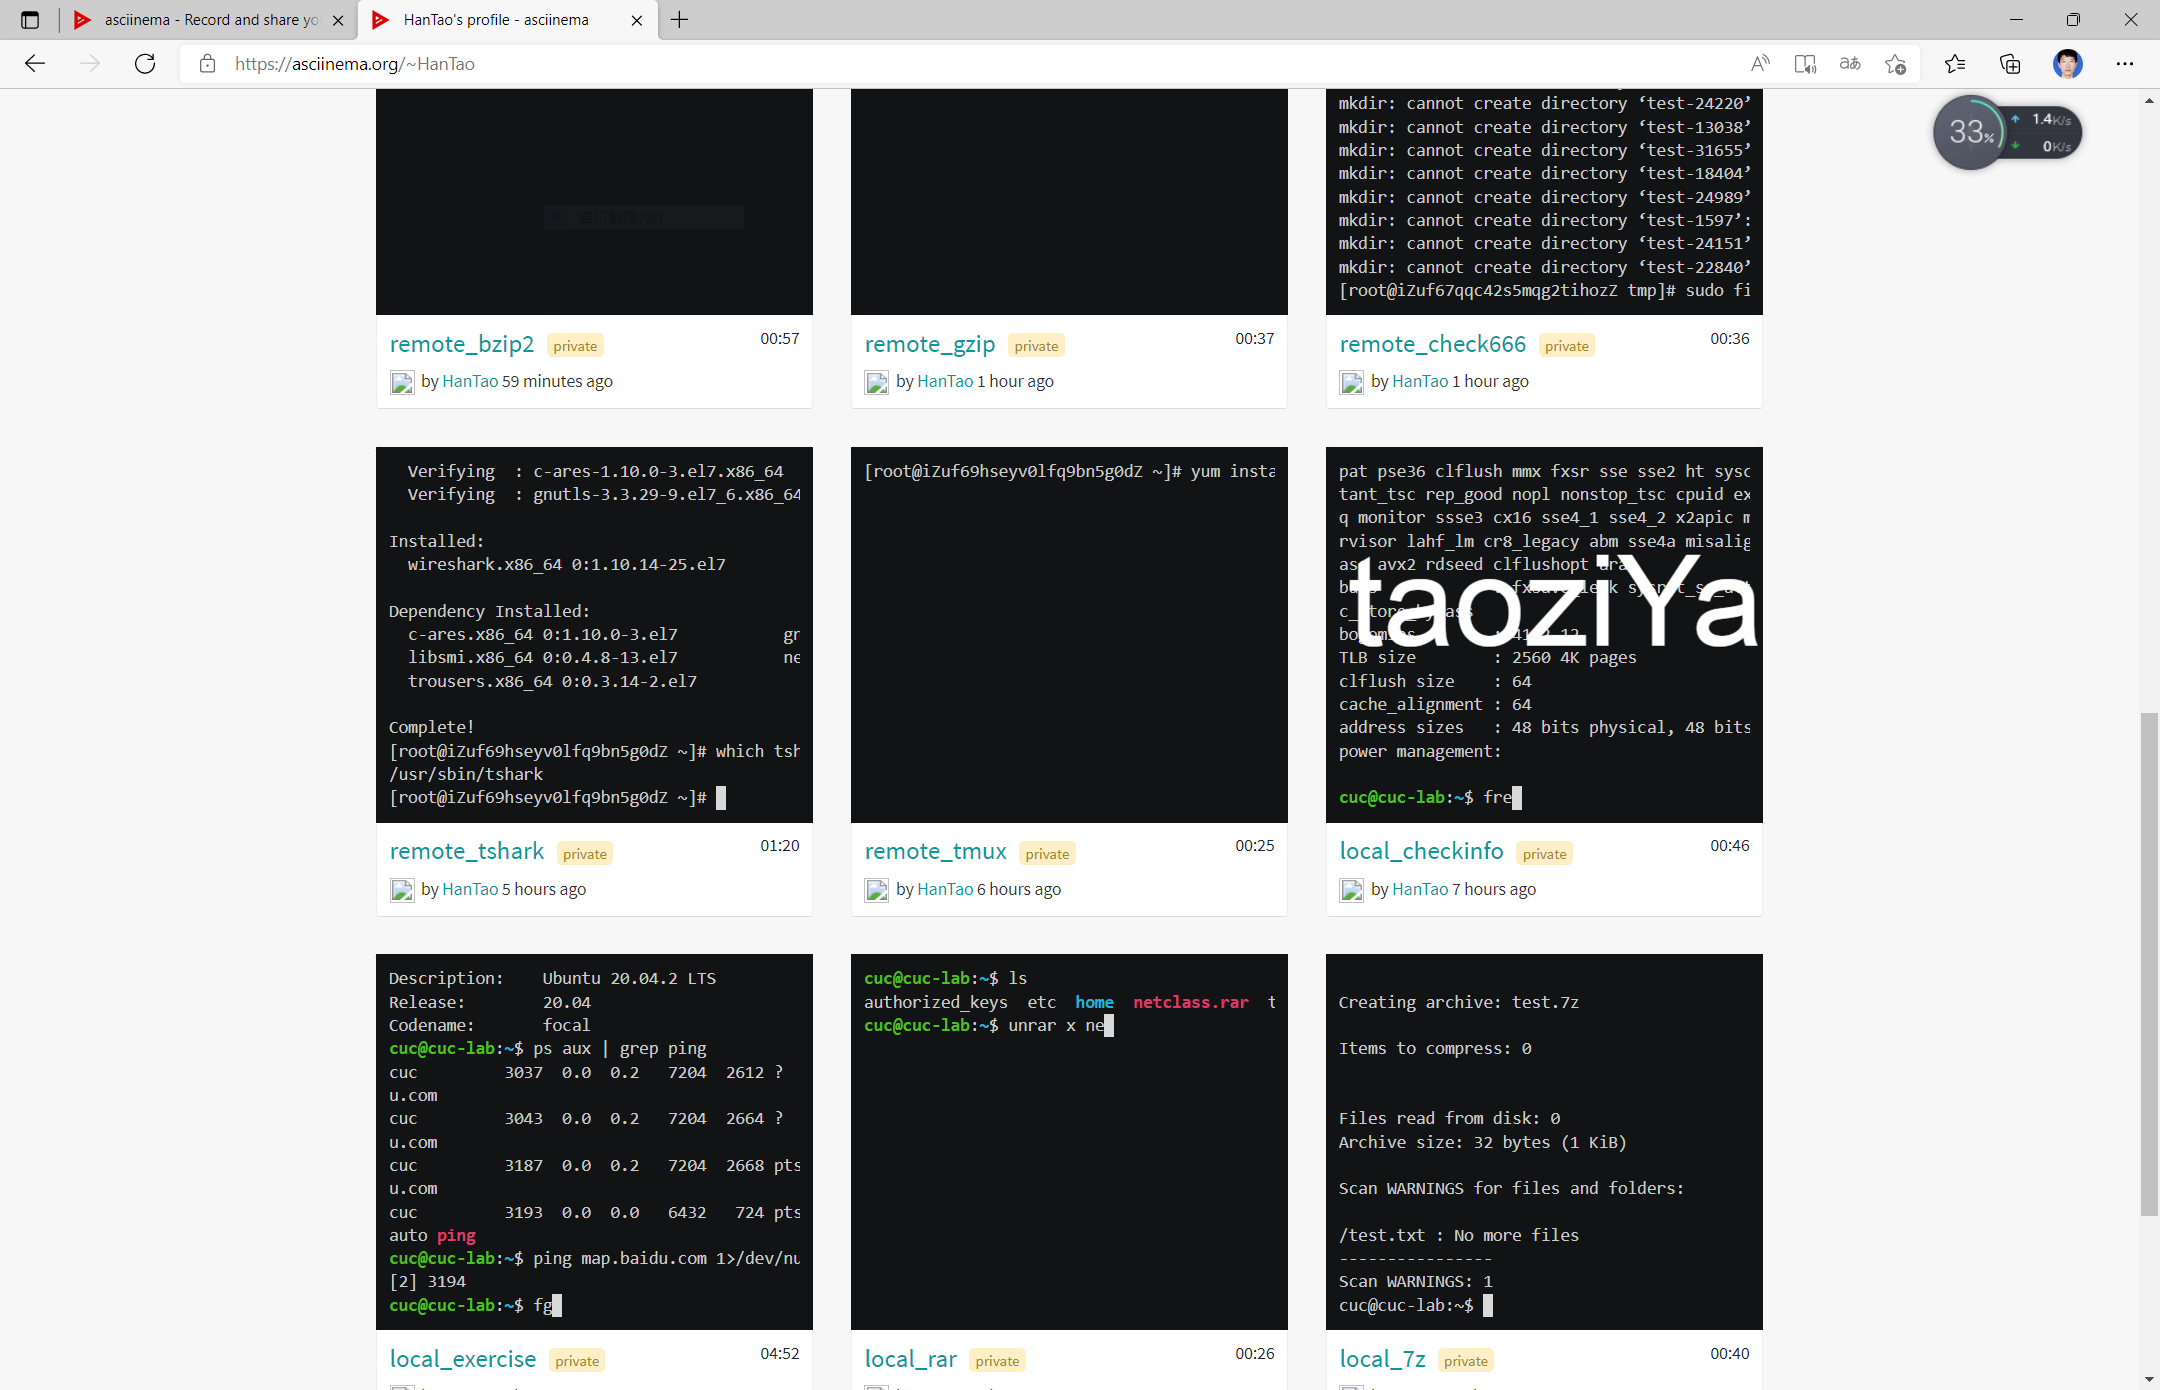 asciinema - Record and share yo
HanTao's profile - asciinema
https://asciinema.org/~HanTao
33%
1.4K/s
0K/s
窗口截图(W)
remote_bzip2 private 00:57
by HanTao 59 minutes ago
remote_gzip private 00:37
by HanTao 1 hour ago
mkdir: cannot create directory ‘test-24220’
mkdir: cannot create directory ‘test-13038’
mkdir: cannot create directory ‘test-31655’
mkdir: cannot create directory ‘test-18404’
mkdir: cannot create directory ‘test-24989’
mkdir: cannot create directory ‘test-1597’:
mkdir: cannot create directory ‘test-24151’
mkdir: cannot create directory ‘test-22840’
[root@iZuf67qqc42s5mqg2tihozZ tmp]# sudo fi
remote_check666 private 00:36
by HanTao 1 hour ago
Verifying : c-ares-1.10.0-3.el7.x86_64
Verifying : gnutls-3.3.29-9.el7_6.x86_64
Installed:
wireshark.x86_64 0:1.10.14-25.el7
Dependency Installed:
c-ares.x86_64 0:1.10.0-3.el7 gn
libsmi.x86_64 0:0.4.8-13.el7 ne
trousers.x86_64 0:0.3.14-2.el7
Complete!
[root@iZuf69hseyv0lfq9bn5g0dZ ~]# which tsh
/usr/sbin/tshark
[root@iZuf69hseyv0lfq9bn5g0dZ ~]#
remote_tshark private 01:20
by HanTao 5 hours ago
[root@iZuf69hseyv0lfq9bn5g0dZ ~]# yum insta
remote_tmux private 00:25
by HanTao 6 hours ago
pat pse36 clflush mmx fxsr sse sse2 ht sysc
tant_tsc rep_good nopl nonstop_tsc cpuid ex
q monitor ssse3 cx16 sse4_1 sse4_2 x2apic m
rvisor lahf_lm cr8_legacy abm sse4a misalig
avx2 rdseed clflushopt
taoziYa
TLB size : 2560 4K pages
clflush size : 64
cache_alignment : 64
address sizes : 48 bits physical, 48 bits
power management:
cuc@cuc-lab:~$ fre
local_checkinfo private 00:46
by HanTao 7 hours ago
Description: Ubuntu 20.04.2 LTS
Release: 20.04
Codename: focal
cuc@cuc-lab:~$ ps aux | grep ping
cuc 3037 0.0 0.2 7204 2612 ?
u.com
cuc 3043 0.0 0.2 7204 2664 ?
u.com
cuc 3187 0.0 0.2 7204 2668 pts
u.com
cuc 3193 0.0 0.0 6432 724 pts
auto ping
cuc@cuc-lab:~$ ping map.baidu.com 1>/dev/nu
[2] 3194
cuc@cuc-lab:~$ fg
local_exercise private 04:52
cuc@cuc-lab:~$ ls
authorized_keys etc home netclass.rar t
cuc@cuc-lab:~$ unrar x ne
local_rar private 00:26
Creating archive: test.7z
Items to compress: 0
Files read from disk: 0
Archive size: 32 bytes (1 KiB)
Scan WARNINGS for files and folders:
/test.txt : No more files
----------------
Scan WARNINGS: 1
cuc@cuc-lab:~$
local_7z private 00:40